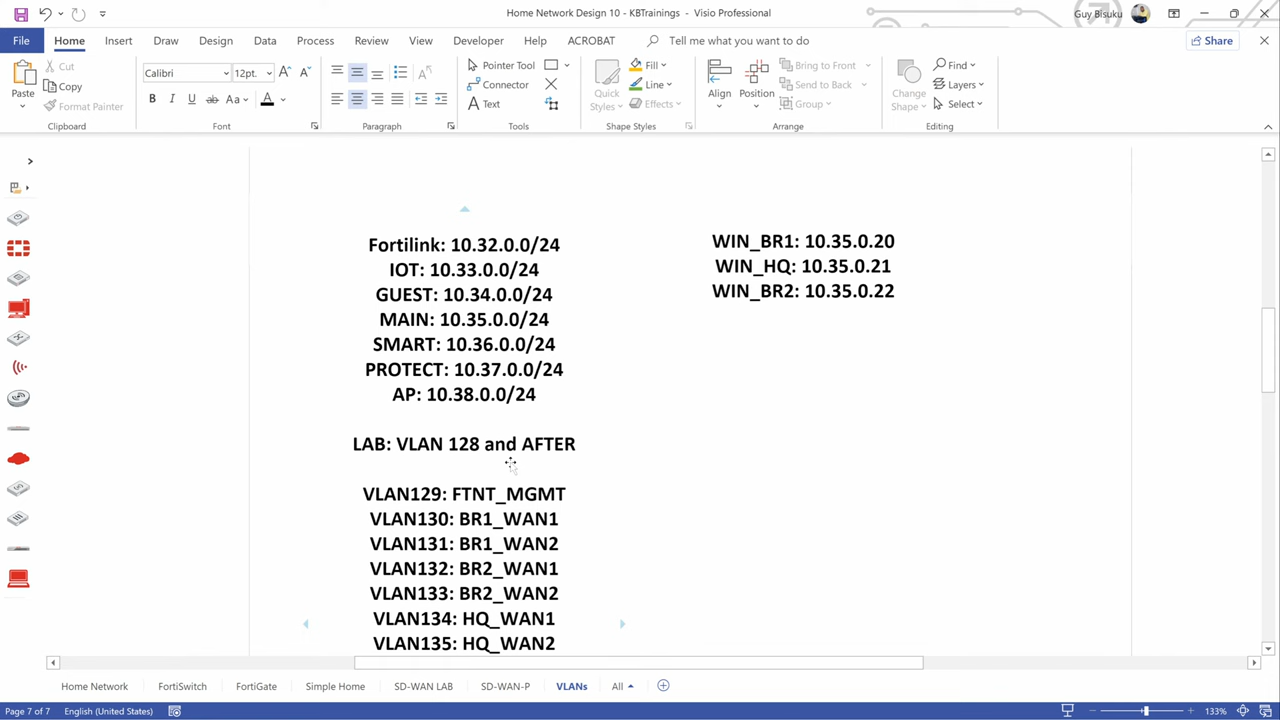 Home Network Design 10 - KBTrainings - Visio Professional
Guy Bisuku
File
Home
Insert
Draw
Design
Data
Process
Review
View
Developer
Help
ACROBAT
Tell me what you want to do
Share
Paste
Cut
Copy
Format Painter
Clipboard
Calibri
12pt.
B I U ab Aa A
Font
Paragraph
Pointer Tool
Connector
Text
Tools
Quick Styles
Fill
Line
Effects
Shape Styles
Align
Position
Bring to Front
Send to Back
Group
Arrange
Change Shape
Find
Layers
Select
Editing
Fortilink: 10.32.0.0/24
IOT: 10.33.0.0/24
GUEST: 10.34.0.0/24
MAIN: 10.35.0.0/24
SMART: 10.36.0.0/24
PROTECT: 10.37.0.0/24
AP: 10.38.0.0/24
LAB: VLAN 128 and AFTER
VLAN129: FTNT_MGMT
VLAN130: BR1_WAN1
VLAN131: BR1_WAN2
VLAN132: BR2_WAN1
VLAN133: BR2_WAN2
VLAN134: HQ_WAN1
VLAN135: HQ_WAN2
WIN_BR1: 10.35.0.20
WIN_HQ: 10.35.0.21
WIN_BR2: 10.35.0.22
Home Network
FortiSwitch
FortiGate
Simple Home
SD-WAN LAB
SD-WAN-P
VLANs
All
Page 7 of 7
English (United States)
133%